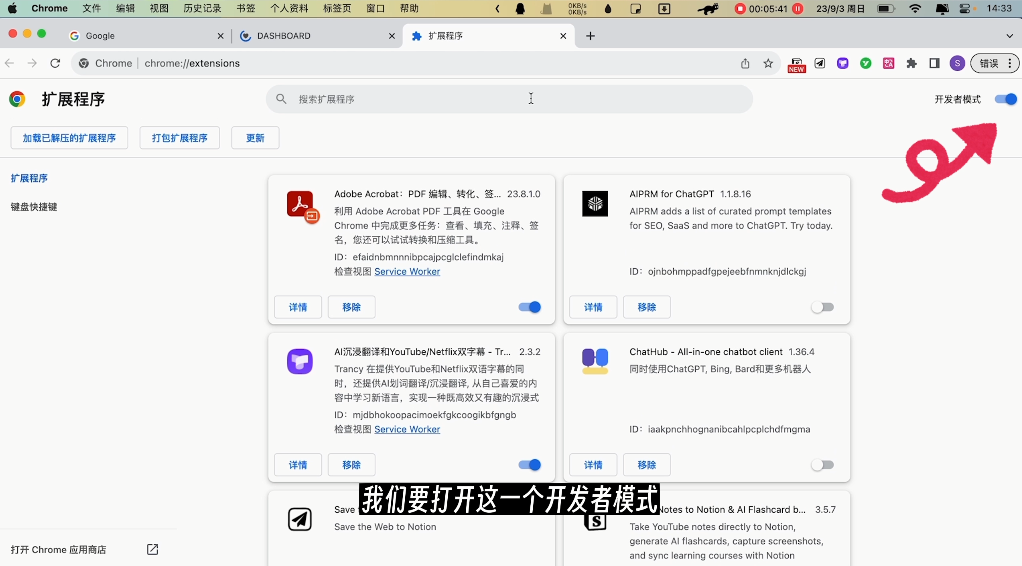 Chrome 文件 编辑 视图 历史记录 书签 个人资料 标签页 窗口 帮助 0KB/s 0KB/s 00:05:41 23/9/3 周日 14:33
Google DASHBOARD 扩展程序
Chrome chrome://extensions NEW S 错误
扩展程序 搜索扩展程序 开发者模式
加载已解压的扩展程序 打包扩展程序 更新
扩展程序
键盘快捷键
Adobe Acrobat：PDF 编辑、转化、签... 23.8.1.0
利用 Adobe Acrobat PDF 工具在 Google
Chrome 中完成更多任务：查看、填充、注释、签
名，您还可以试试转换和压缩工具。
ID：efaidnbmnnnibpcajpcglclefindmkaj
检查视图 Service Worker
详情 移除
AIPRM for ChatGPT 1.1.8.16
AIPRM adds a list of curated prompt templates
for SEO, SaaS and more to ChatGPT. Try today.
ID：ojnbohmppadfgpejeebfnmnknjdlckgj
详情 移除
AI沉浸翻译和YouTube/Netflix双字幕 - Tr... 2.3.2
Trancy 在提供YouTube和Netflix双语字幕的同
时，还提供AI划词翻译/沉浸翻译, 从自己喜爱的内
容中学习新语言，实现一种既高效又有趣的沉浸式
ID：mjdbhokoopacimoekfgkcoogikbfgngb
检查视图 Service Worker
详情 移除
ChatHub - All-in-one chatbot client 1.36.4
同时使用ChatGPT, Bing, Bard和更多机器人
ID：iaakpnchhognanibcahlpcplchdfmgma
详情 移除
Save
Save the Web to Notion
Notes to Notion & AI Flashcard b... 3.5.7
Take YouTube notes directly to Notion,
generate AI flashcards, capture screenshots,
and sync learning courses with Notion
我们要打开这一个开发者模式
打开 Chrome 应用商店